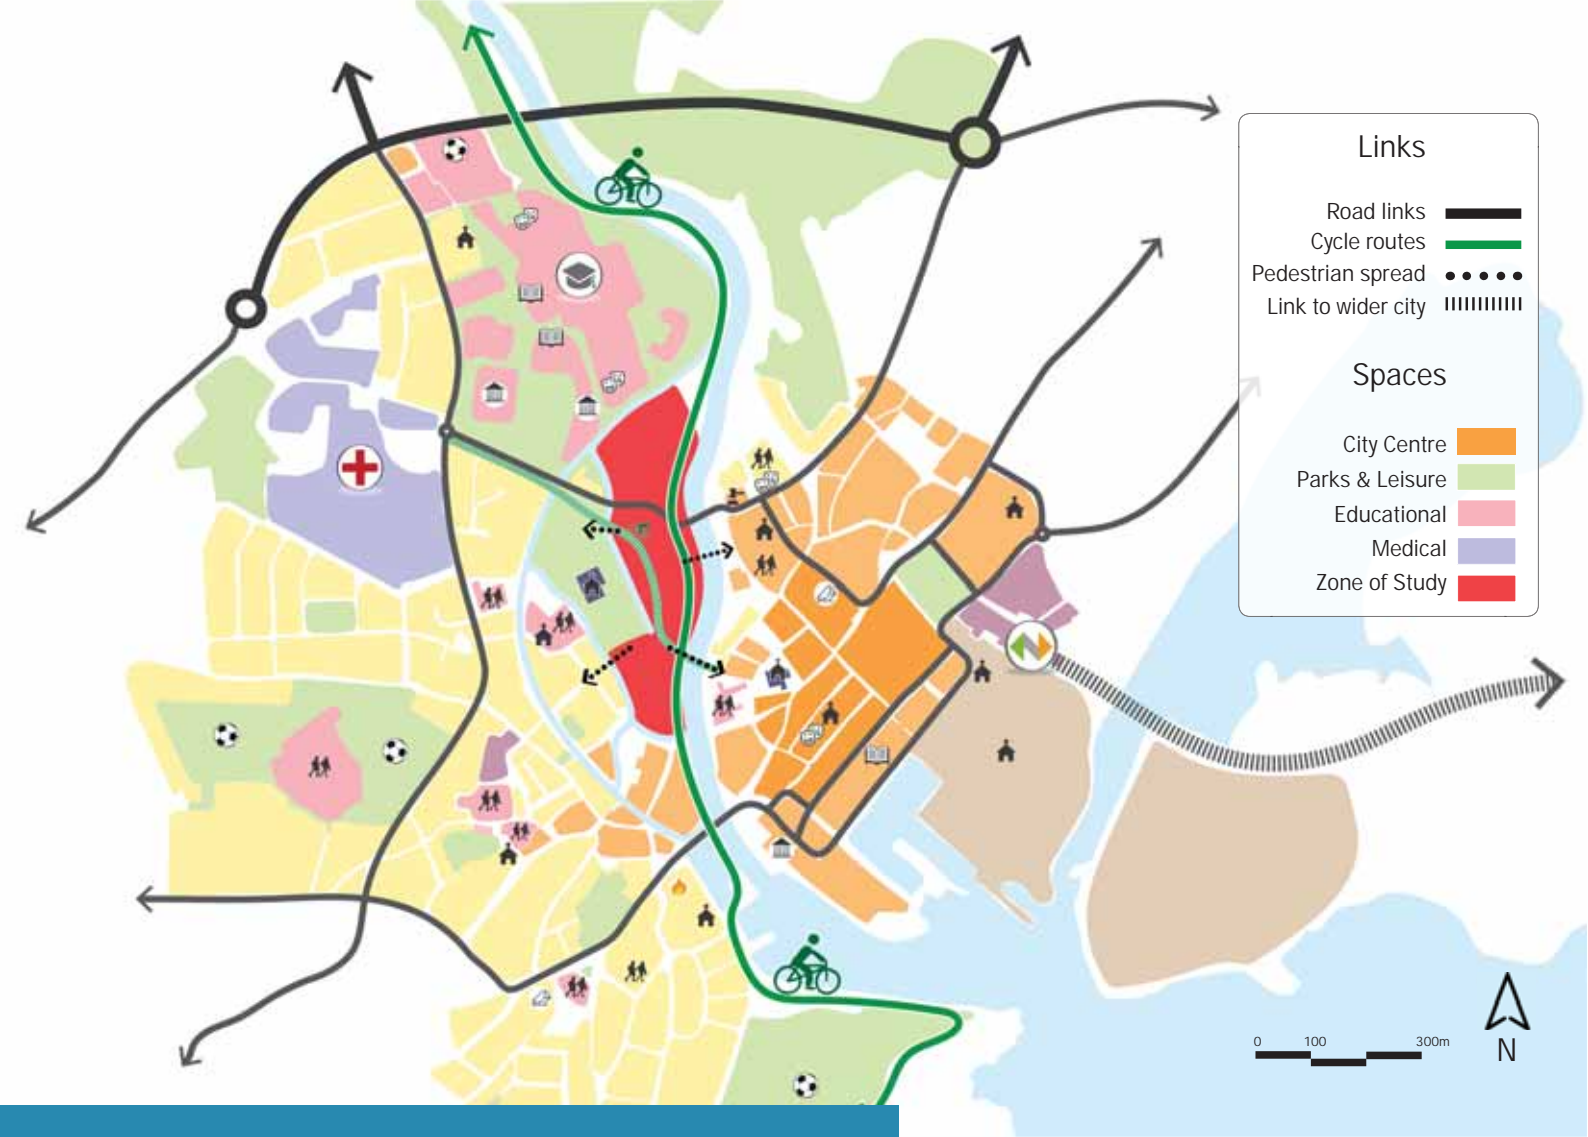 Links
Road links
Cycle routes
Pedestrian spread
Link to wider city
Spaces
City Centre
Parks & Leisure
Educational
Medical
Zone of Study
0 100 300m
N